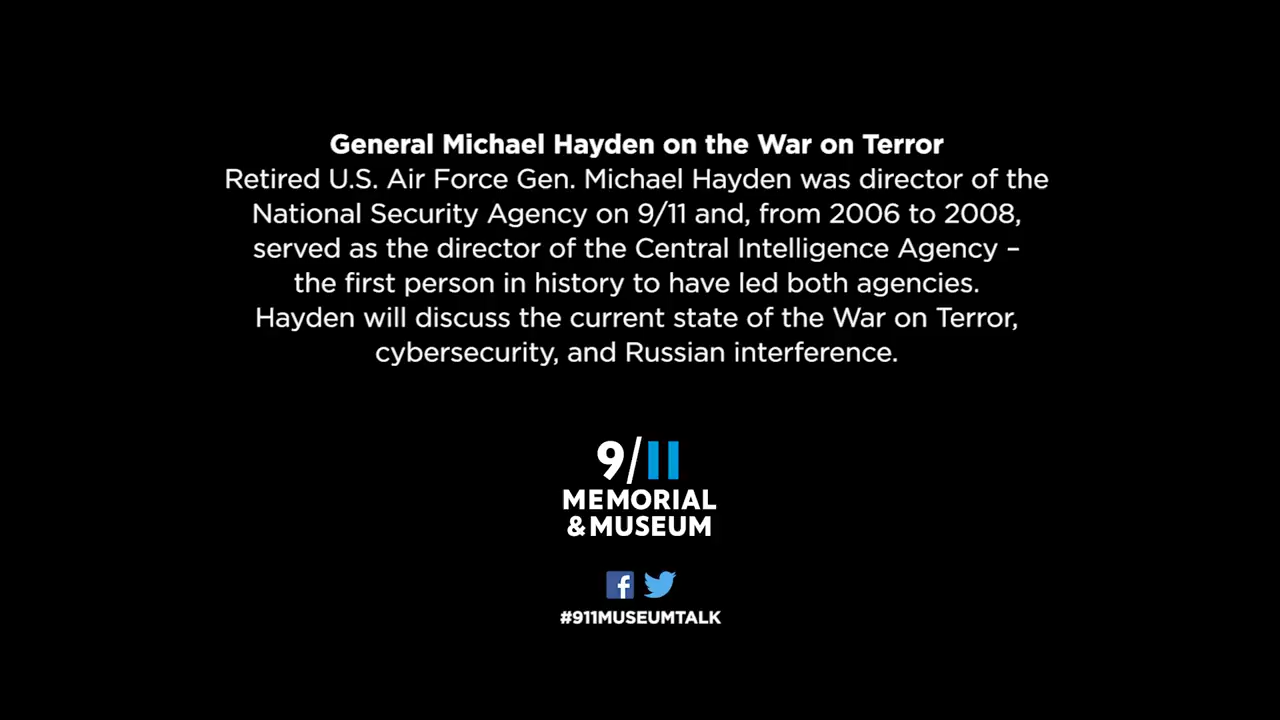 General Michael Hayden on the War on Terror
Retired U.S. Air Force Gen. Michael Hayden was director of the
National Security Agency on 9/11 and, from 2006 to 2008,
served as the director of the Central Intelligence Agency –
the first person in history to have led both agencies.
Hayden will discuss the current state of the War on Terror,
cybersecurity, and Russian interference.
9/11
MEMORIAL
&MUSEUM
#911MUSEUMTALK